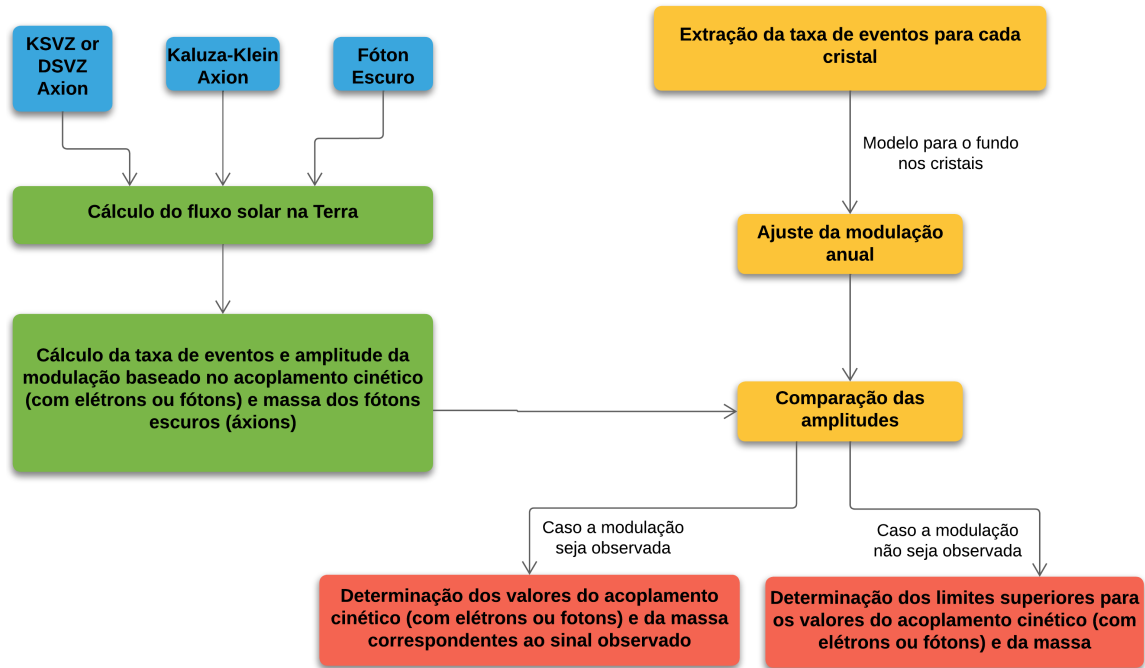 KSVZ or
DSVZ
Axion
Kaluza-Klein
Axion
Fóton
Escuro
Extração da taxa de eventos para cada
cristal
Modelo para o fundo
nos cristais
Cálculo do fluxo solar na Terra
Ajuste da modulação
anual
Cálculo da taxa de eventos e amplitude da
modulação baseado no acoplamento cinético
(com elétrons ou fótons) e massa dos fótons
escuros (áxions)
Comparação das
amplitudes
Caso a modulação
seja observada
Caso a modulação
não seja observada
Determinação dos valores do acoplamento
cinético (com elétrons ou fotons) e da massa
correspondentes ao sinal observado
Determinação dos limites superiores para
os valores do acoplamento cinético (com
elétrons ou fótons) e da massa